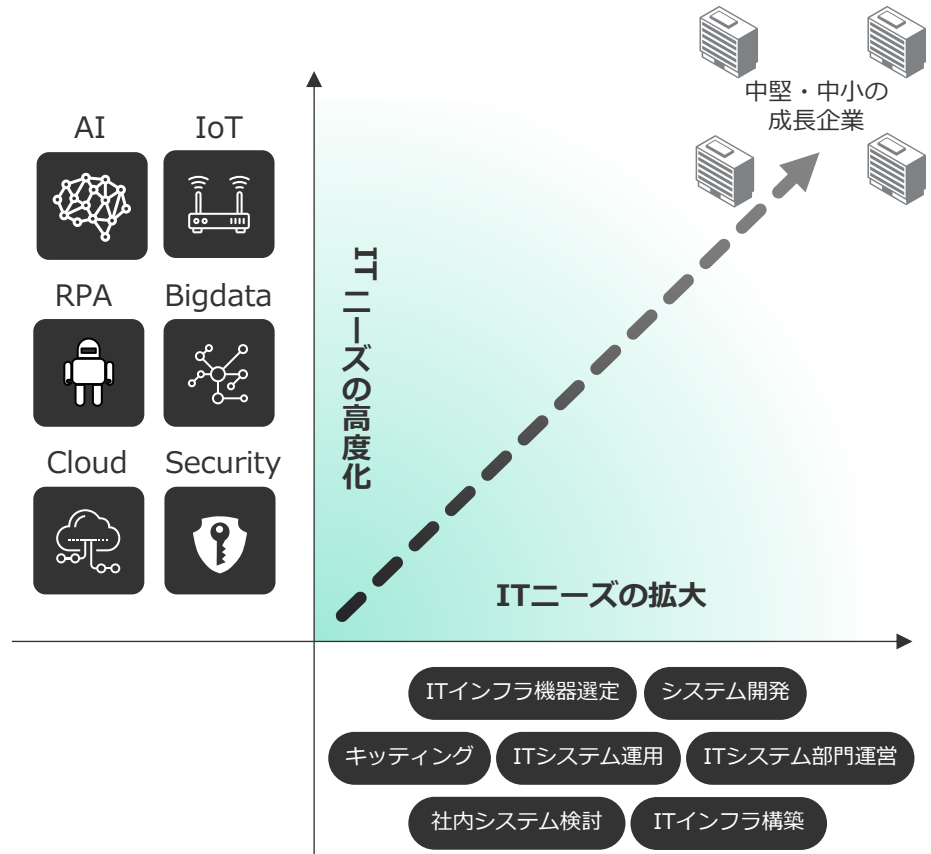 中堅・中小の
成長企業
AI
IoT
RPA
Bigdata
Cloud
Security
ITニーズの高度化
ITニーズの拡大
ITインフラ機器選定
システム開発
キッティング
ITシステム運用
ITシステム部門運営
社内システム検討
ITインフラ構築